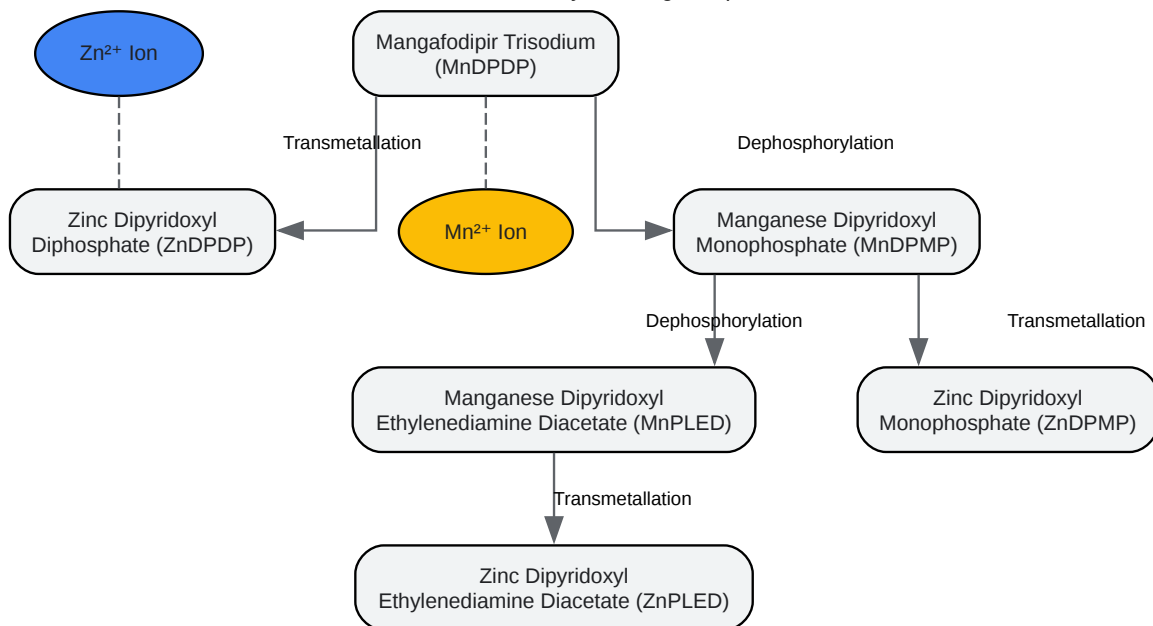 Zn²⁺ Ion
Mangafodipir Trisodium
(MnDPDP)
Transmetallation
Dephosphorylation
Zinc Dipyridoxyl
Diphosphate (ZnDPDP)
Mn²⁺ Ion
Manganese Dipyridoxyl
Monophosphate (MnDPMP)
Dephosphorylation
Transmetallation
Manganese Dipyridoxyl
Ethylenediamine Diacetate (MnPLED)
Zinc Dipyridoxyl
Monophosphate (ZnDPMP)
Transmetallation
Zinc Dipyridoxyl
Ethylenediamine Diacetate (ZnPLED)